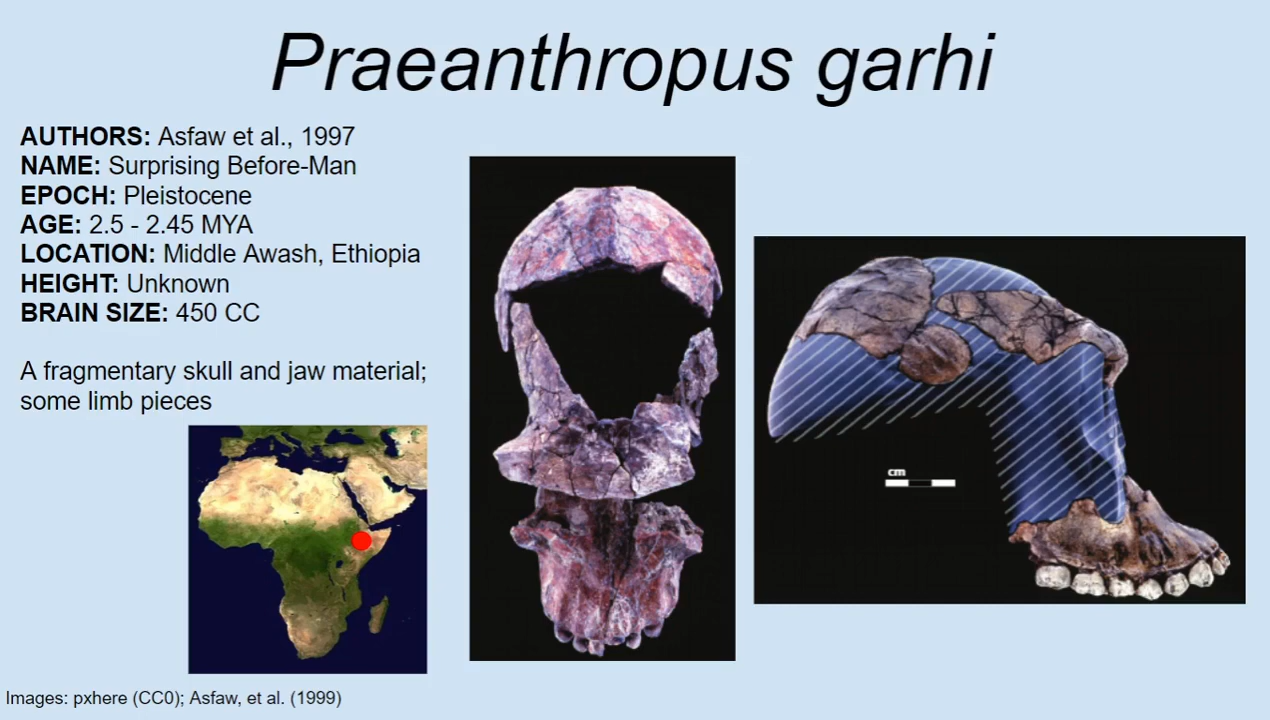 Praeanthropus garhi
AUTHORS: Asfaw et al., 1997
NAME: Surprising Before-Man
EPOCH: Pleistocene
AGE: 2.5 - 2.45 MYA
LOCATION: Middle Awash, Ethiopia
HEIGHT: Unknown
BRAIN SIZE: 450 CC
A fragmentary skull and jaw material;
some limb pieces
cm
Images: pxhere (CC0); Asfaw, et al. (1999)